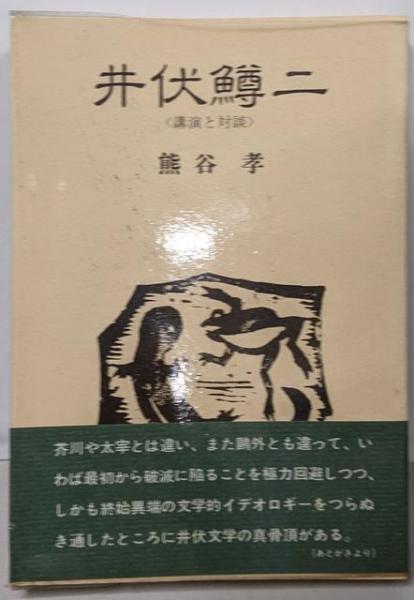 井伏鱒二
〈講演と対談〉
熊谷 孝
芥川や太宰とは違い、また鷗外とも違って、い
わば最初から破滅に陥ることを極力回避しつつ、
しかも終始異端の文学的イデオロギーをつらぬ
き通したところに井伏文学の真骨頂がある。
(あとがきより)